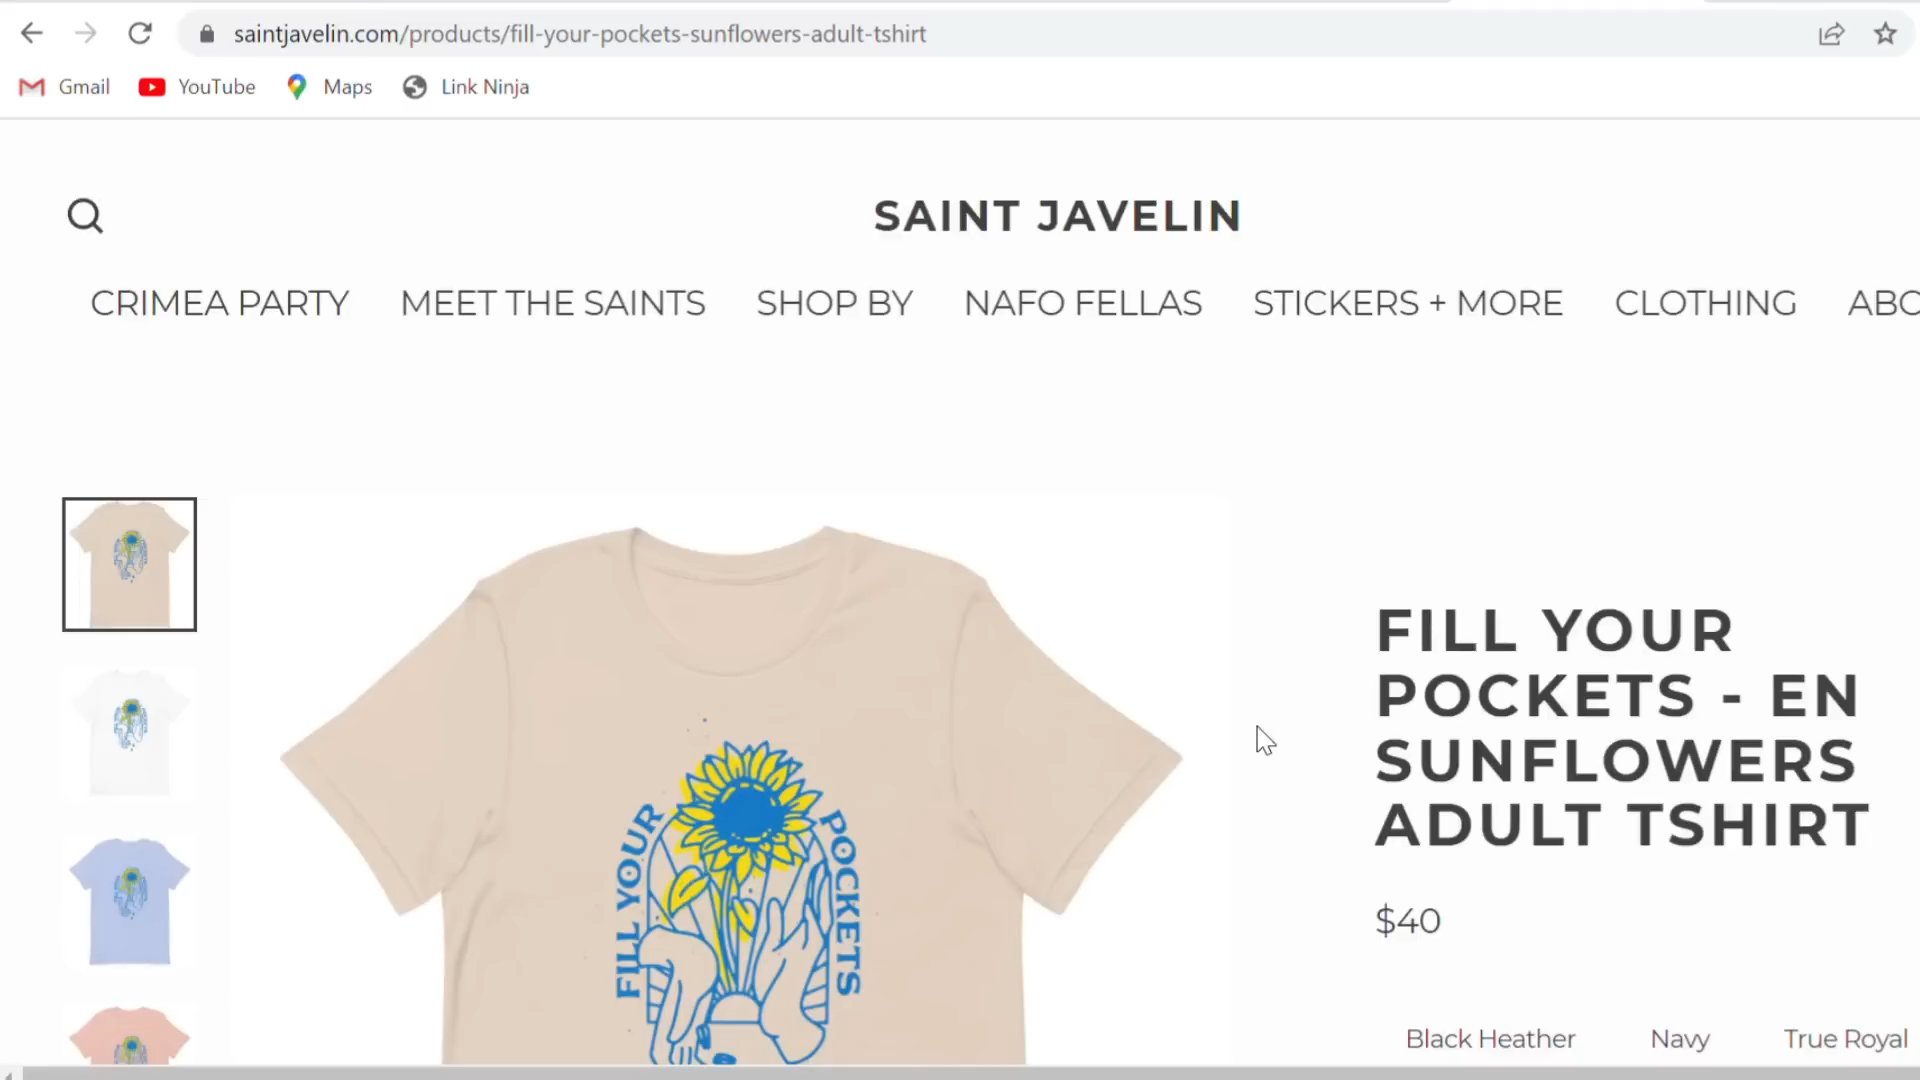 saintjavelin.com/products/fill-your-pockets-sunflowers-adult-tshirt
Gmail YouTube Maps Link Ninja
SAINT JAVELIN
CRIMEA PARTY MEET THE SAINTS SHOP BY NAFO FELLAS STICKERS + MORE CLOTHING ABO
FILL YOUR
POCKETS
FILL YOUR
POCKETS - EN
SUNFLOWERS
ADULT TSHIRT
$40
Black Heather Navy True Royal